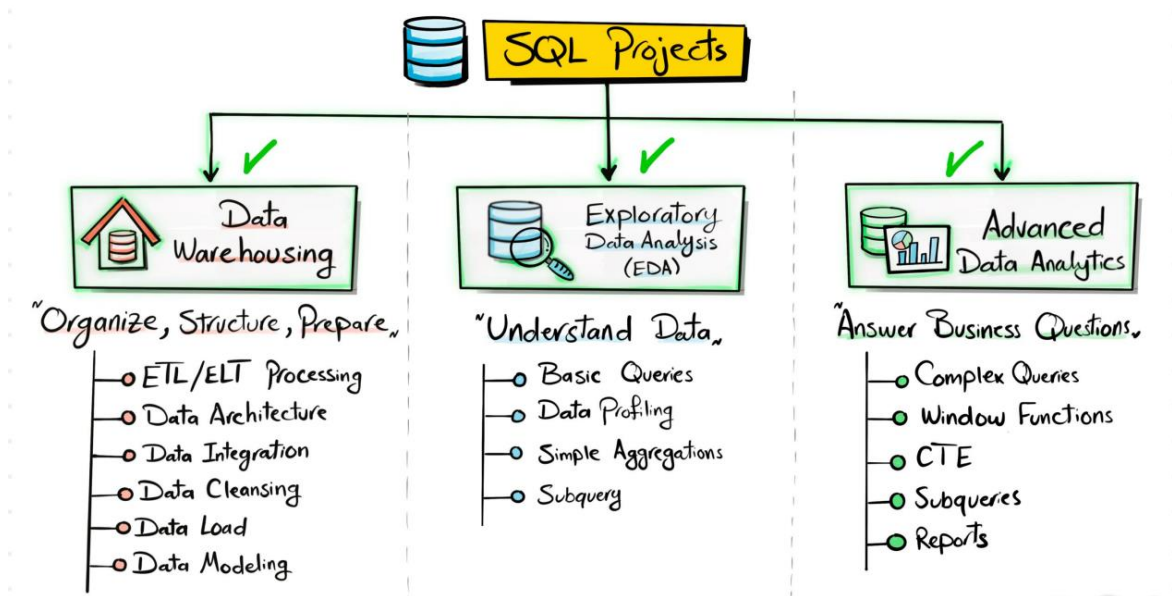 SQL Projects
Data
Warehousing
"Organize, Structure, Prepare"
ETL/ELT Processing
Data Architecture
Data Integration
Data Cleansing
Data Load
Data Modeling
Exploratory
Data Analysis
(EDA)
"Understand Data"
Basic Queries
Data Profiling
Simple Aggregations
Subquery
Advanced
Data Analytics
"Answer Business Questions"
Complex Queries
Window Functions
CTE
Subqueries
Reports